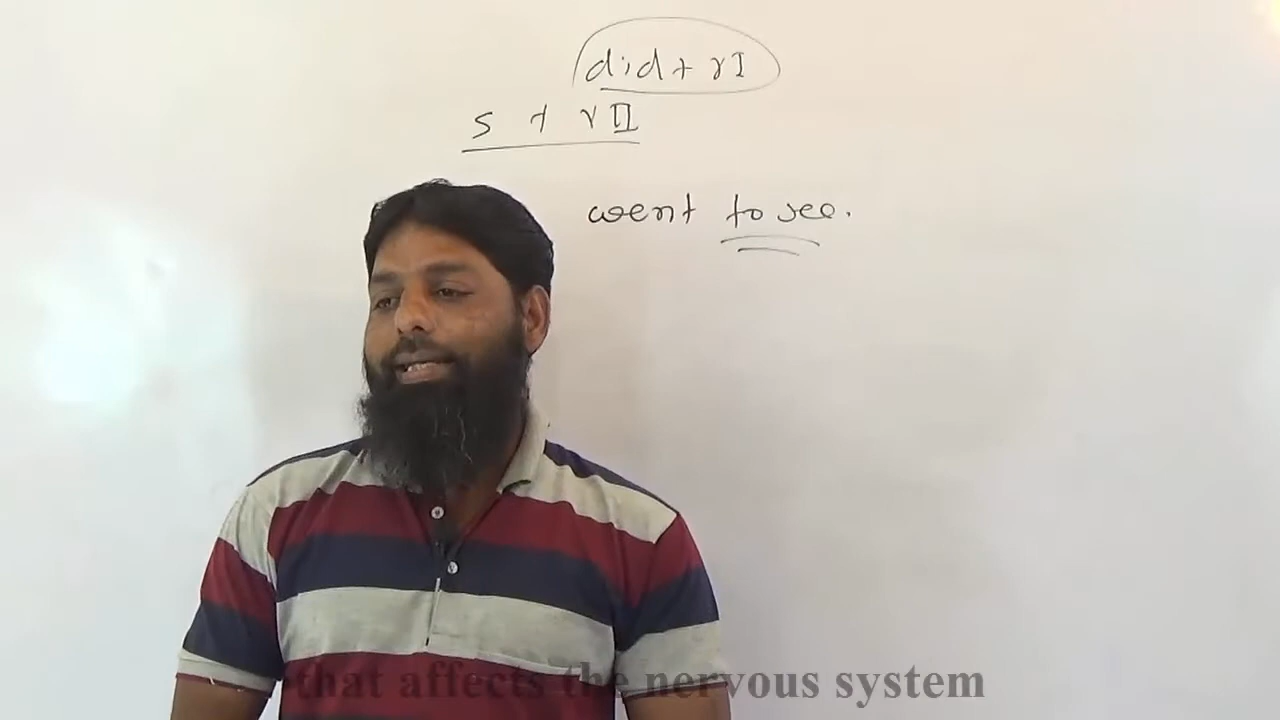 did + vI
s + vII
went to see.
that affects the nervous system